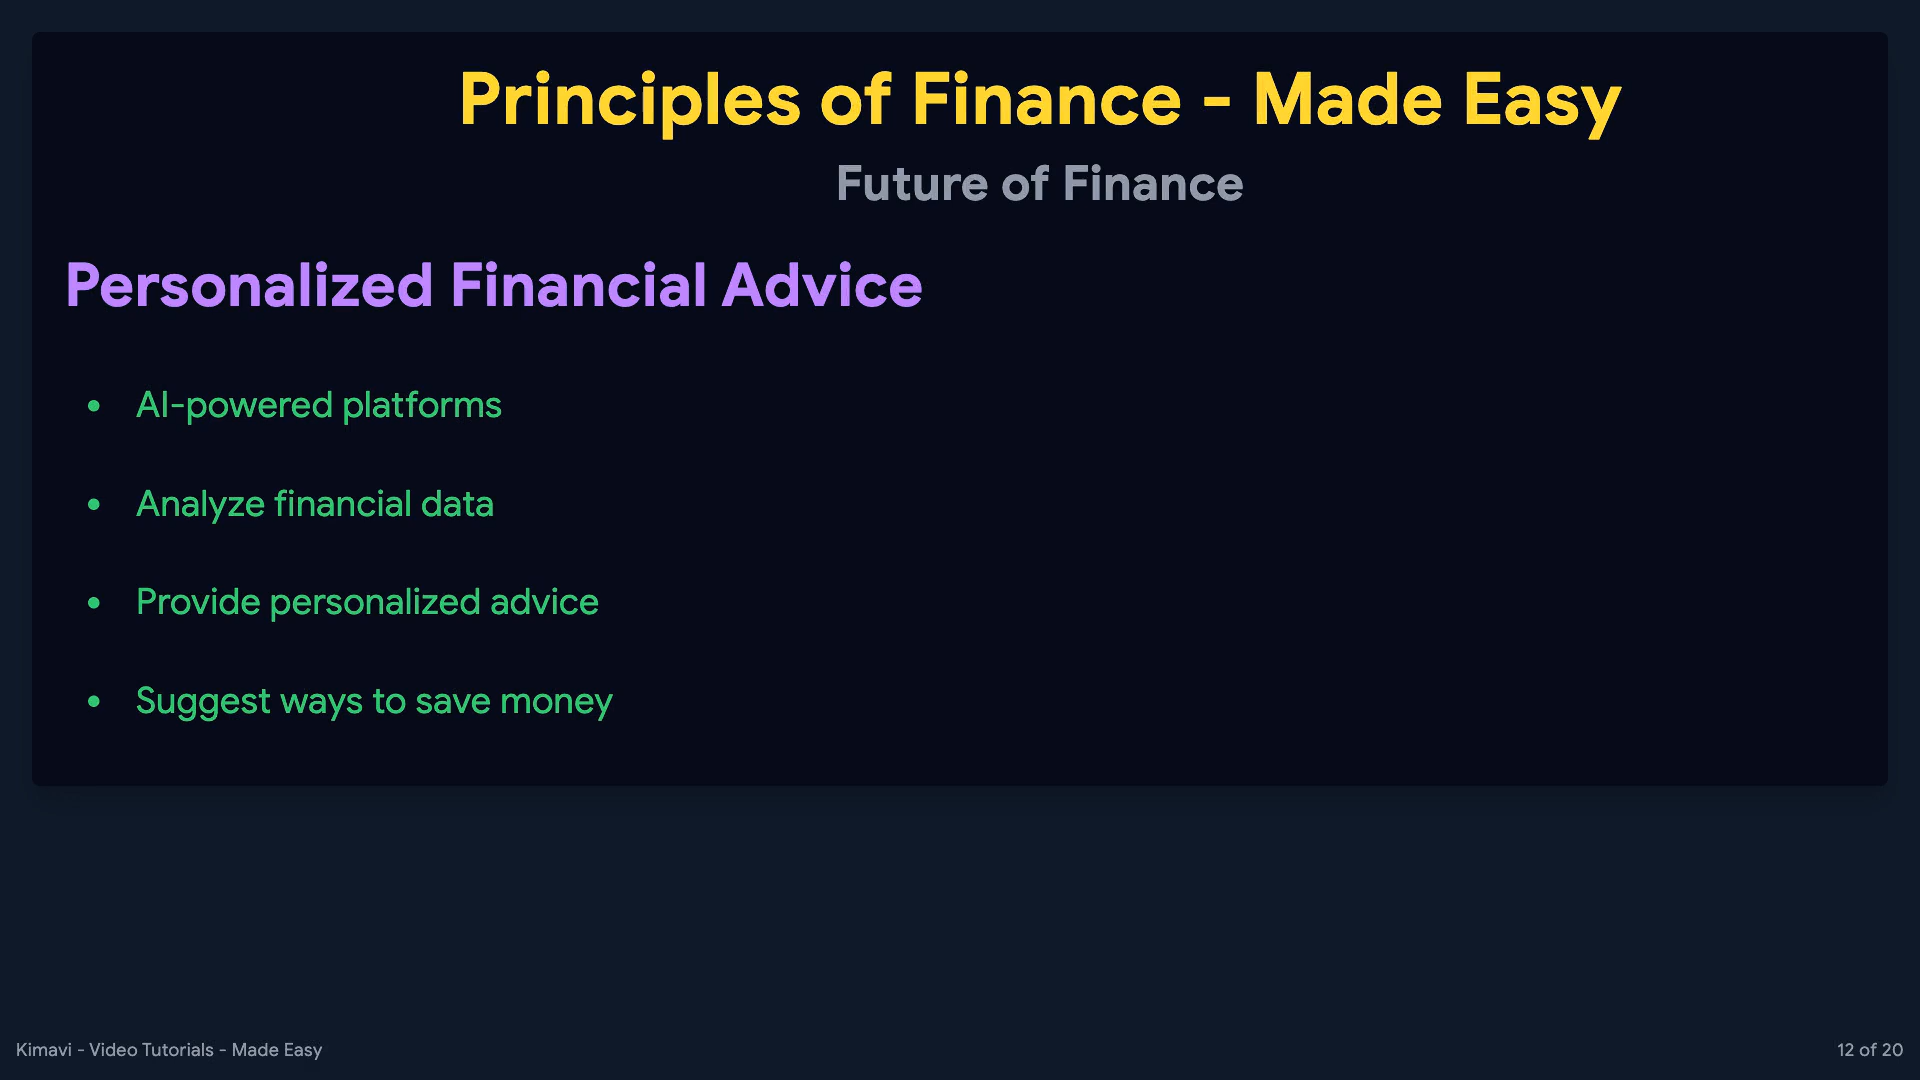 Principles of Finance - Made Easy
Future of Finance
Personalized Financial Advice
• AI-powered platforms
• Analyze financial data
• Provide personalized advice
• Suggest ways to save money
Kimavi - Video Tutorials - Made Easy
12 of 20